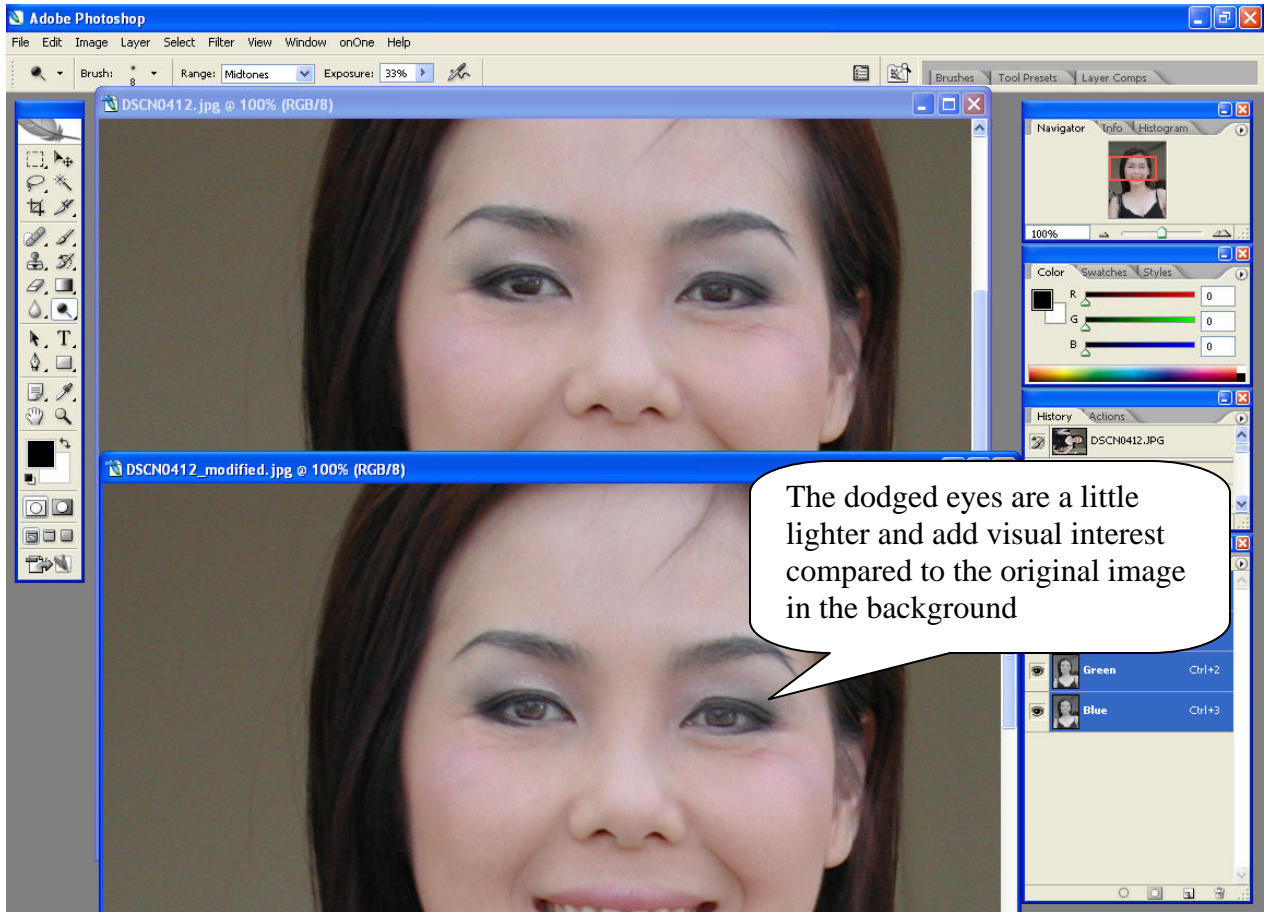 Adobe Photoshop
File Edit Image Layer Select Filter View Window onOne Help
Brush: 8 Range: Midtones Exposure: 33%
Brushes Tool Presets Layer Comps
DSCN0412.jpg @ 100% (RGB/8)
Navigator Info Histogram
100%
Color Swatches Styles
R 0
G 0
B 0
History Actions
DSCN0412.JPG
DSCN0412_modified.jpg @ 100% (RGB/8)
The dodged eyes are a little
lighter and add visual interest
compared to the original image
in the background
Green Ctrl+2
Blue Ctrl+3